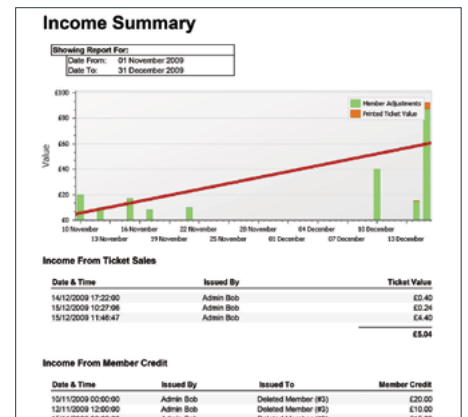 Income Summary
Showing Report For:
Date From: 01 November 2009
Date To: 31 December 2009
£100
£80
£60
£40
£20
£0
Value
Member Adjustments
Printed Ticket Value
10 November 16 November 22 November 28 November 04 December 10 December
13 November 19 November 25 November 01 December 07 December 13 December
Income From Ticket Sales
Date & Time Issued By Ticket Value
14/12/2009 17:22:00 Admin Bob £0.40
15/12/2009 10:27:06 Admin Bob £0.24
15/12/2009 11:46:47 Admin Bob £4.40
£5.04
Income From Member Credit
Date & Time Issued By Issued To Member Credit
10/11/2009 00:00:00 Admin Bob Deleted Member (#3) £20.00
12/11/2009 12:00:00 Admin Bob Deleted Member (#3) £10.00